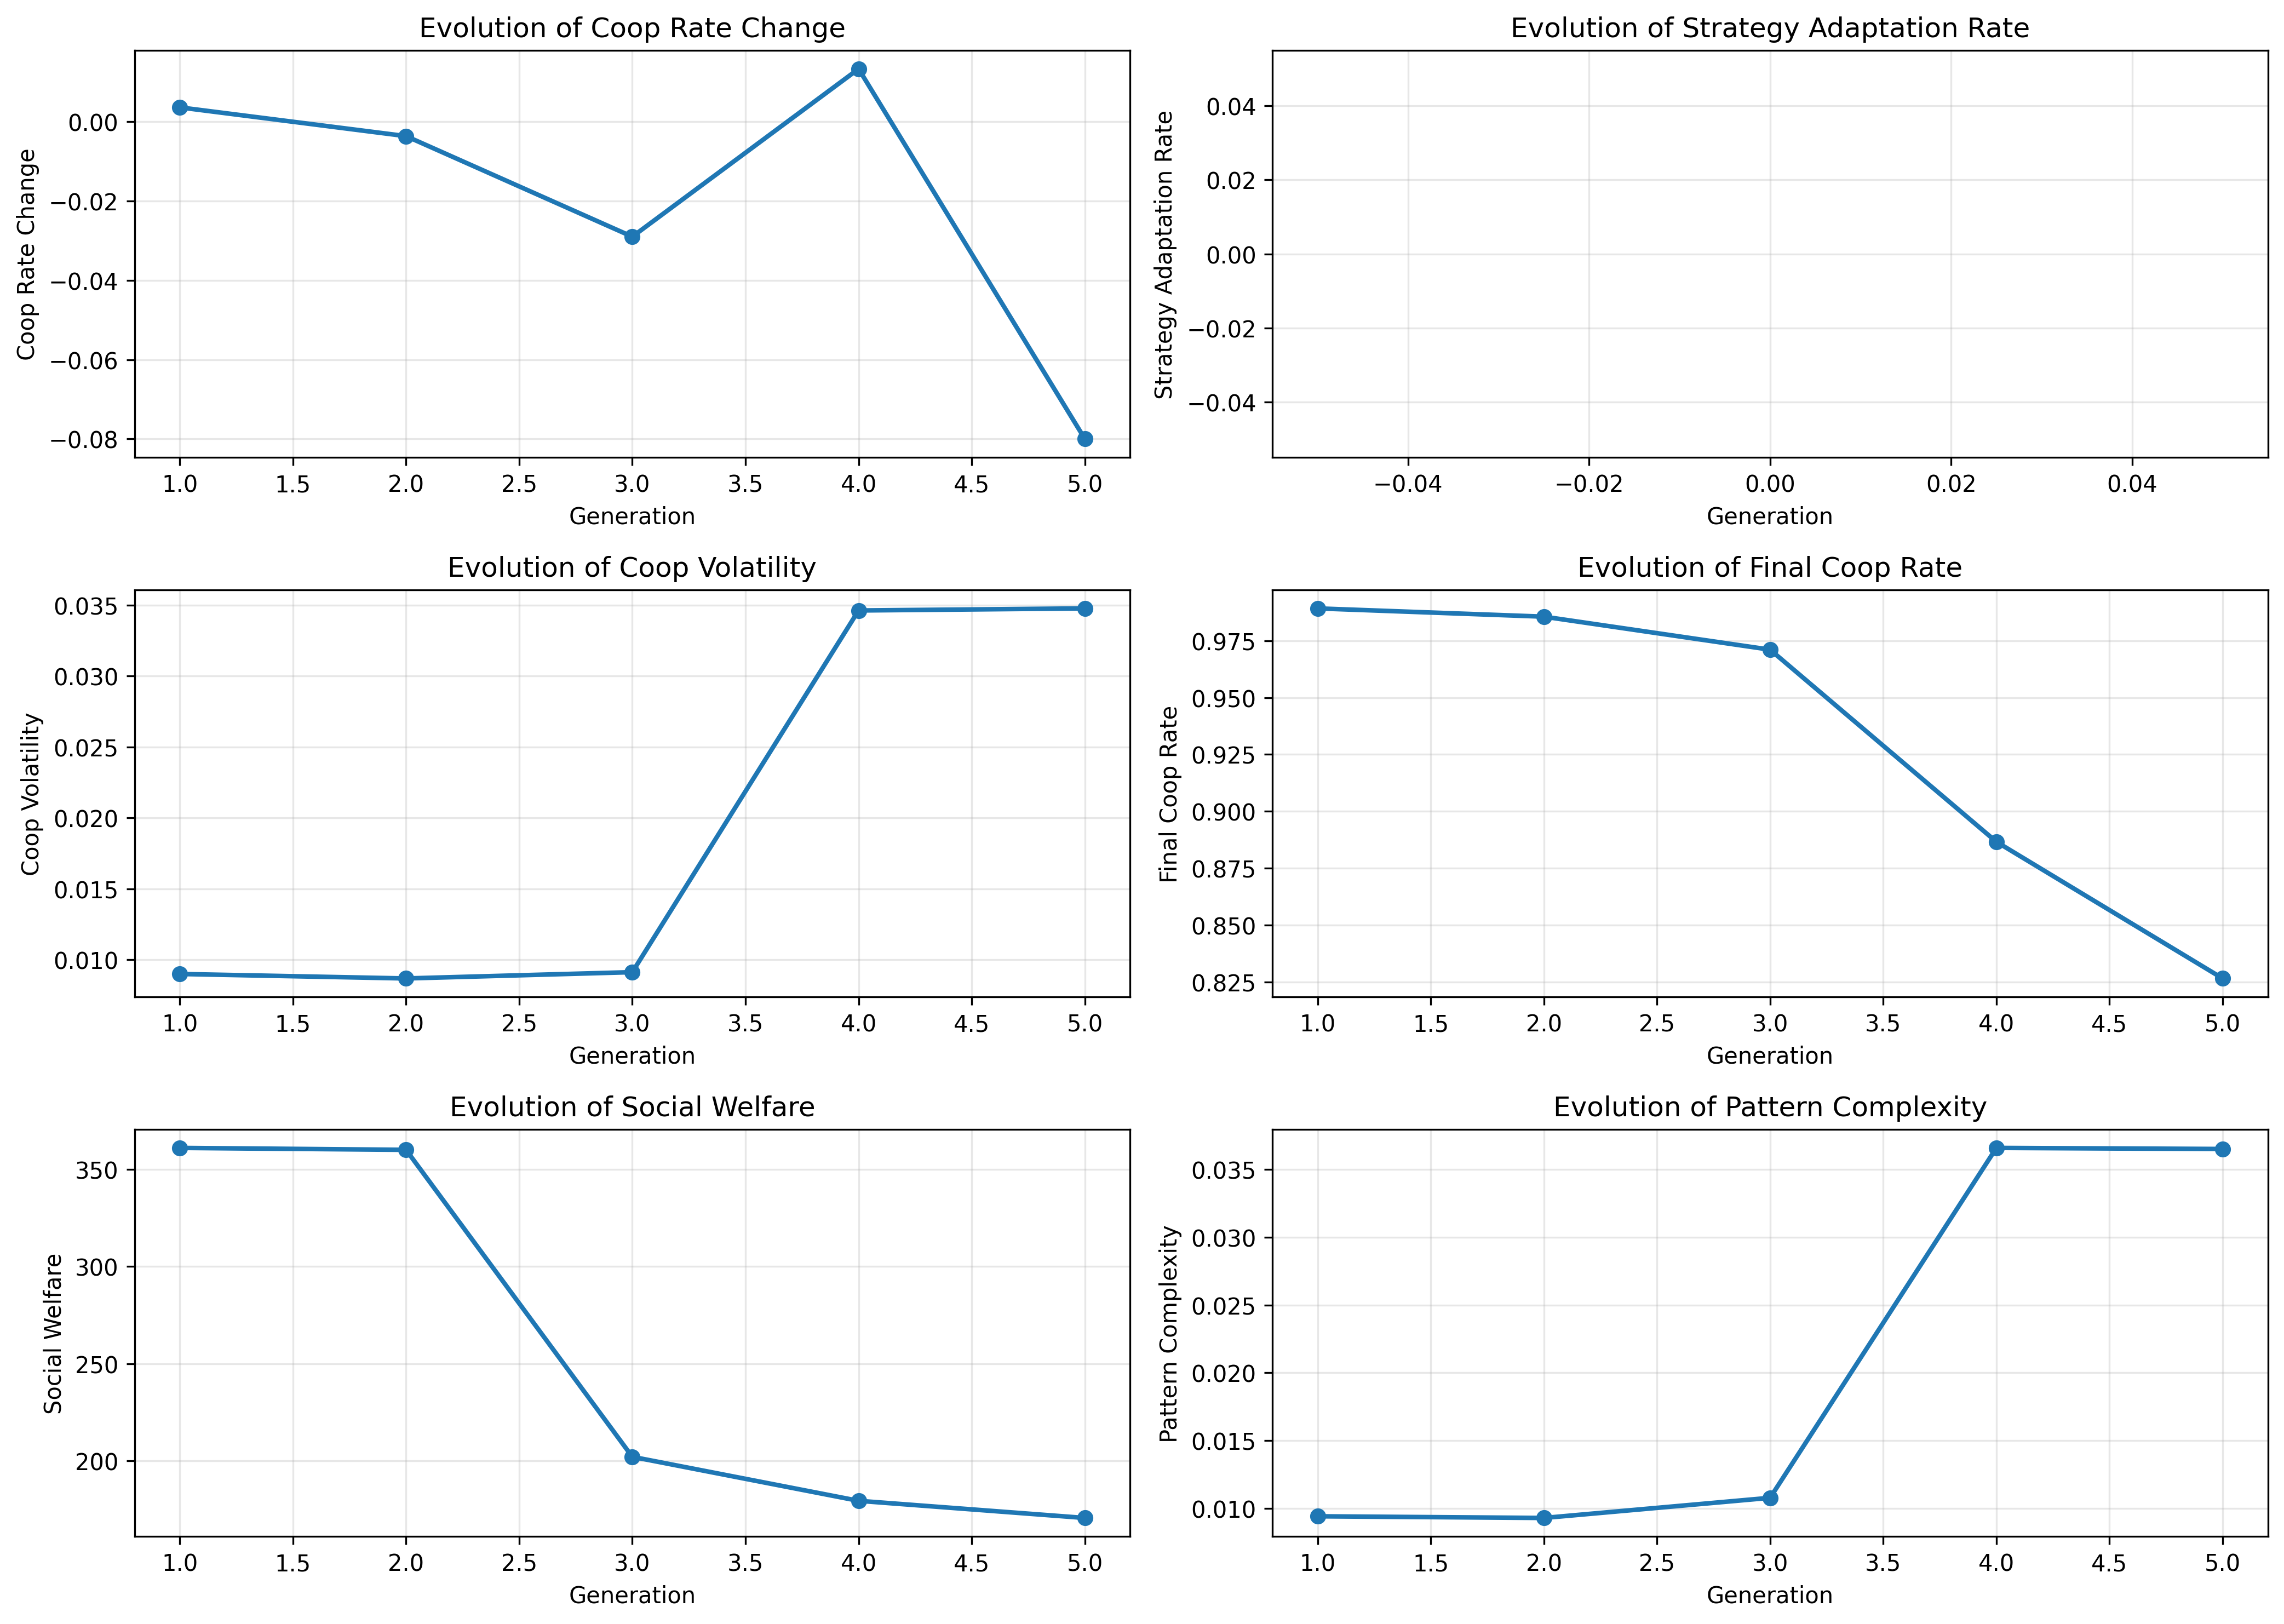 Evolution of Coop Rate Change
Coop Rate Change
0.00
−0.02
−0.04
−0.06
−0.08
1.0 1.5 2.0 2.5 3.0 3.5 4.0 4.5 5.0
Generation
Evolution of Strategy Adaptation Rate
Strategy Adaptation Rate
0.04
0.02
0.00
−0.02
−0.04
−0.04 −0.02 0.00 0.02 0.04
Generation
Evolution of Coop Volatility
Coop Volatility
0.035
0.030
0.025
0.020
0.015
0.010
1.0 1.5 2.0 2.5 3.0 3.5 4.0 4.5 5.0
Generation
Evolution of Final Coop Rate
Final Coop Rate
0.975
0.950
0.925
0.900
0.875
0.850
0.825
1.0 1.5 2.0 2.5 3.0 3.5 4.0 4.5 5.0
Generation
Evolution of Social Welfare
Social Welfare
350
300
250
200
1.0 1.5 2.0 2.5 3.0 3.5 4.0 4.5 5.0
Generation
Evolution of Pattern Complexity
Pattern Complexity
0.035
0.030
0.025
0.020
0.015
0.010
1.0 1.5 2.0 2.5 3.0 3.5 4.0 4.5 5.0
Generation